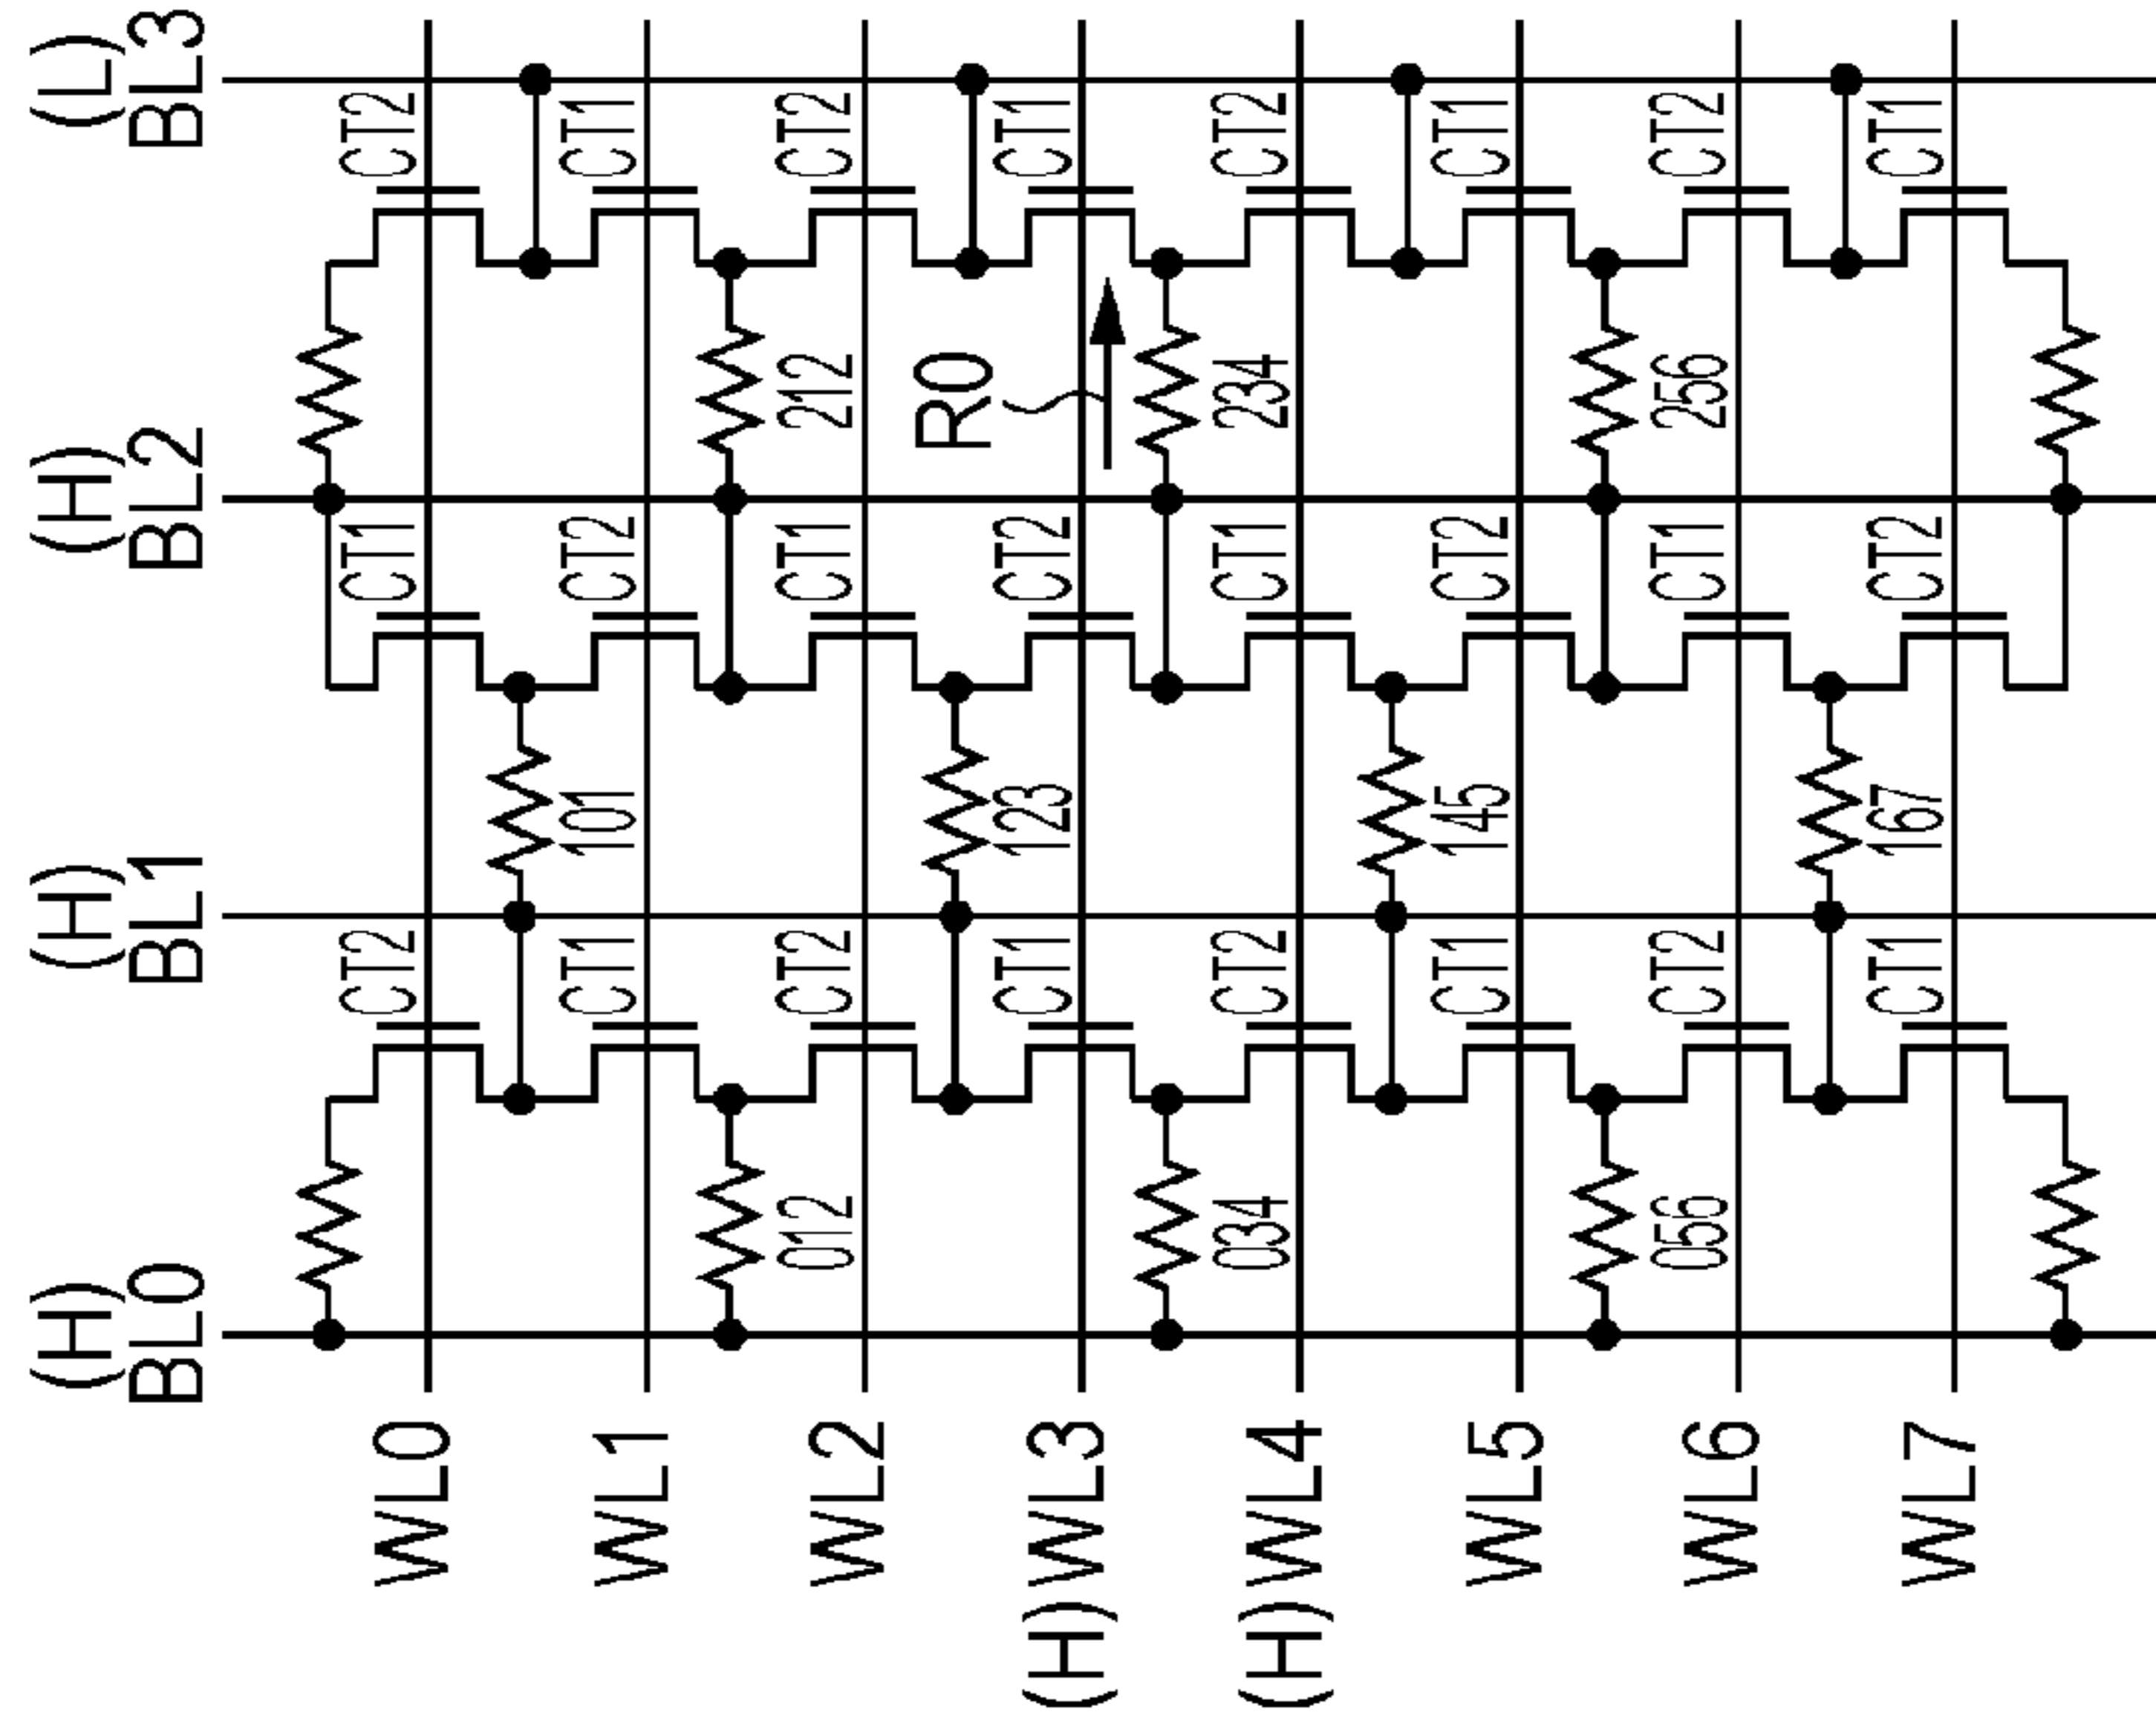 (H) (H) (H) (L)
BL0 BL1 BL2 BL3
WL0 CT2 CT1 CT2
WL1 CT1 101 CT2 CT1
WL2 012 CT2 CT1 212 CT2
R0
(H)WL3 CT1 123 CT2 CT1
(H)WL4 034 CT2 CT1 234 CT2
WL5 CT1 145 CT2 CT1
WL6 056 CT2 CT1 256 CT2
WL7 CT1 167 CT2 CT1